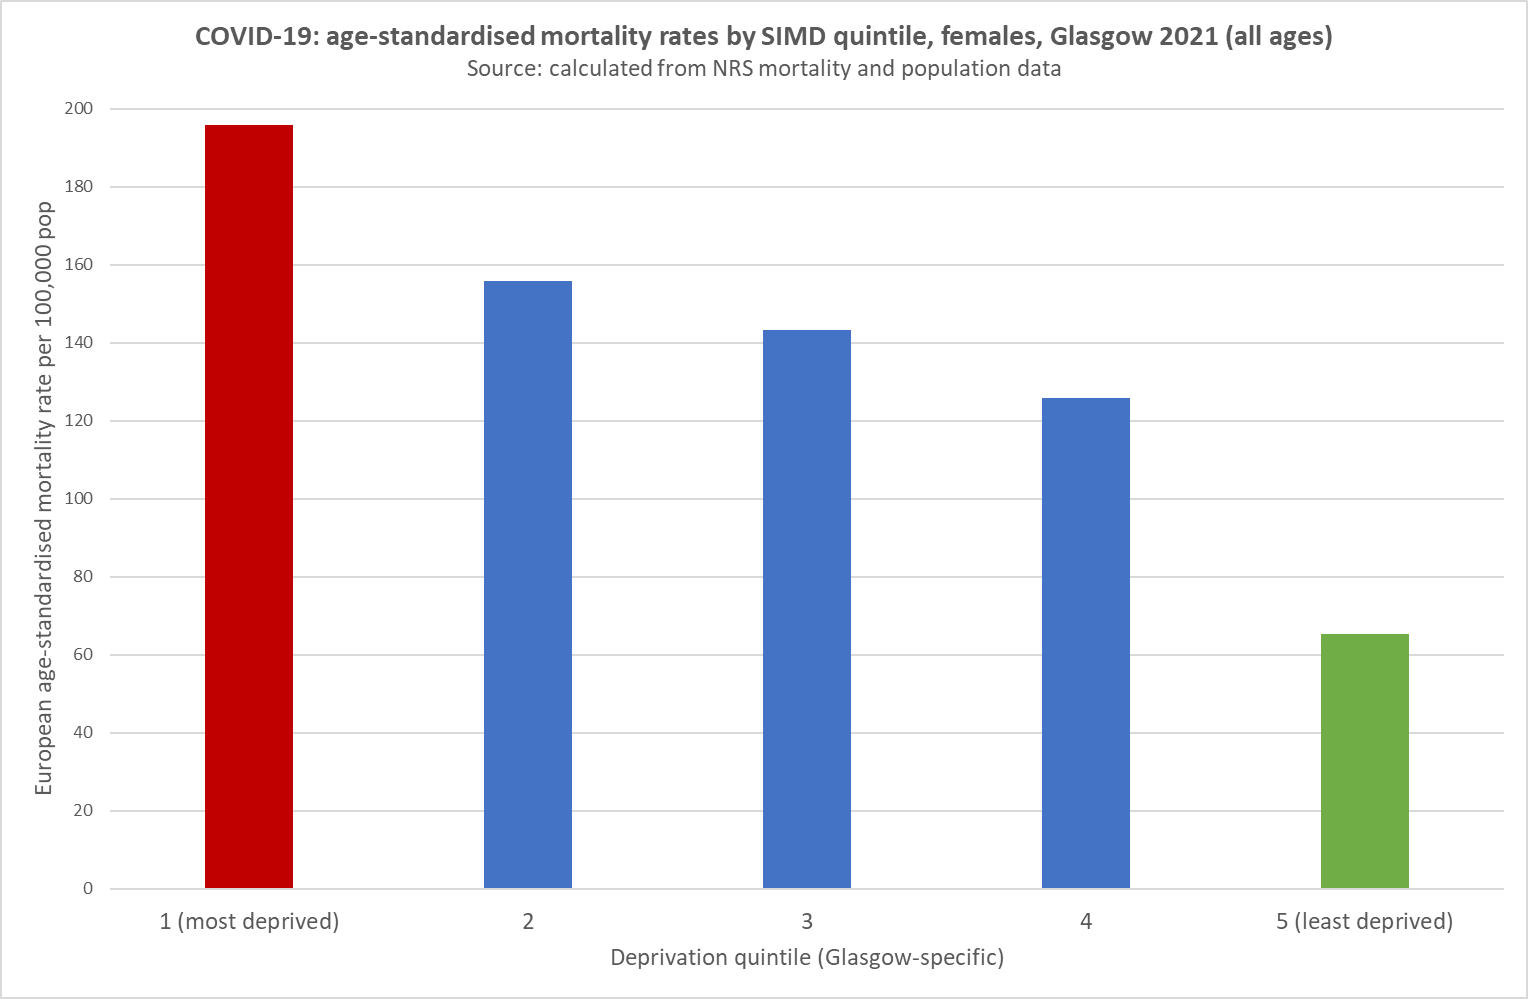 COVID-19: age-standardised mortality rates by SIMD quintile, females, Glasgow 2021 (all ages)
Source: calculated from NRS mortality and population data
European age-standardised mortality rate per 100,000 pop
200
180
160
140
120
100
80
60
40
20
0
1 (most deprived)
2
3
4
5 (least deprived)
Deprivation quintile (Glasgow-specific)